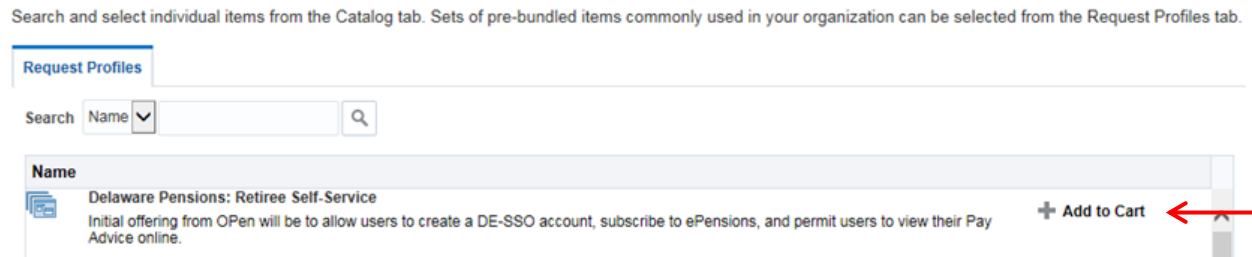 Search and select individual items from the Catalog tab. Sets of pre-bundled items commonly used in your organization can be selected from the Request Profiles tab.
Request Profiles
Search Name
Name
Delaware Pensions: Retiree Self-Service
Initial offering from OPen will be to allow users to create a DE-SSO account, subscribe to ePensions, and permit users to view their Pay
Advice online.
Add to Cart